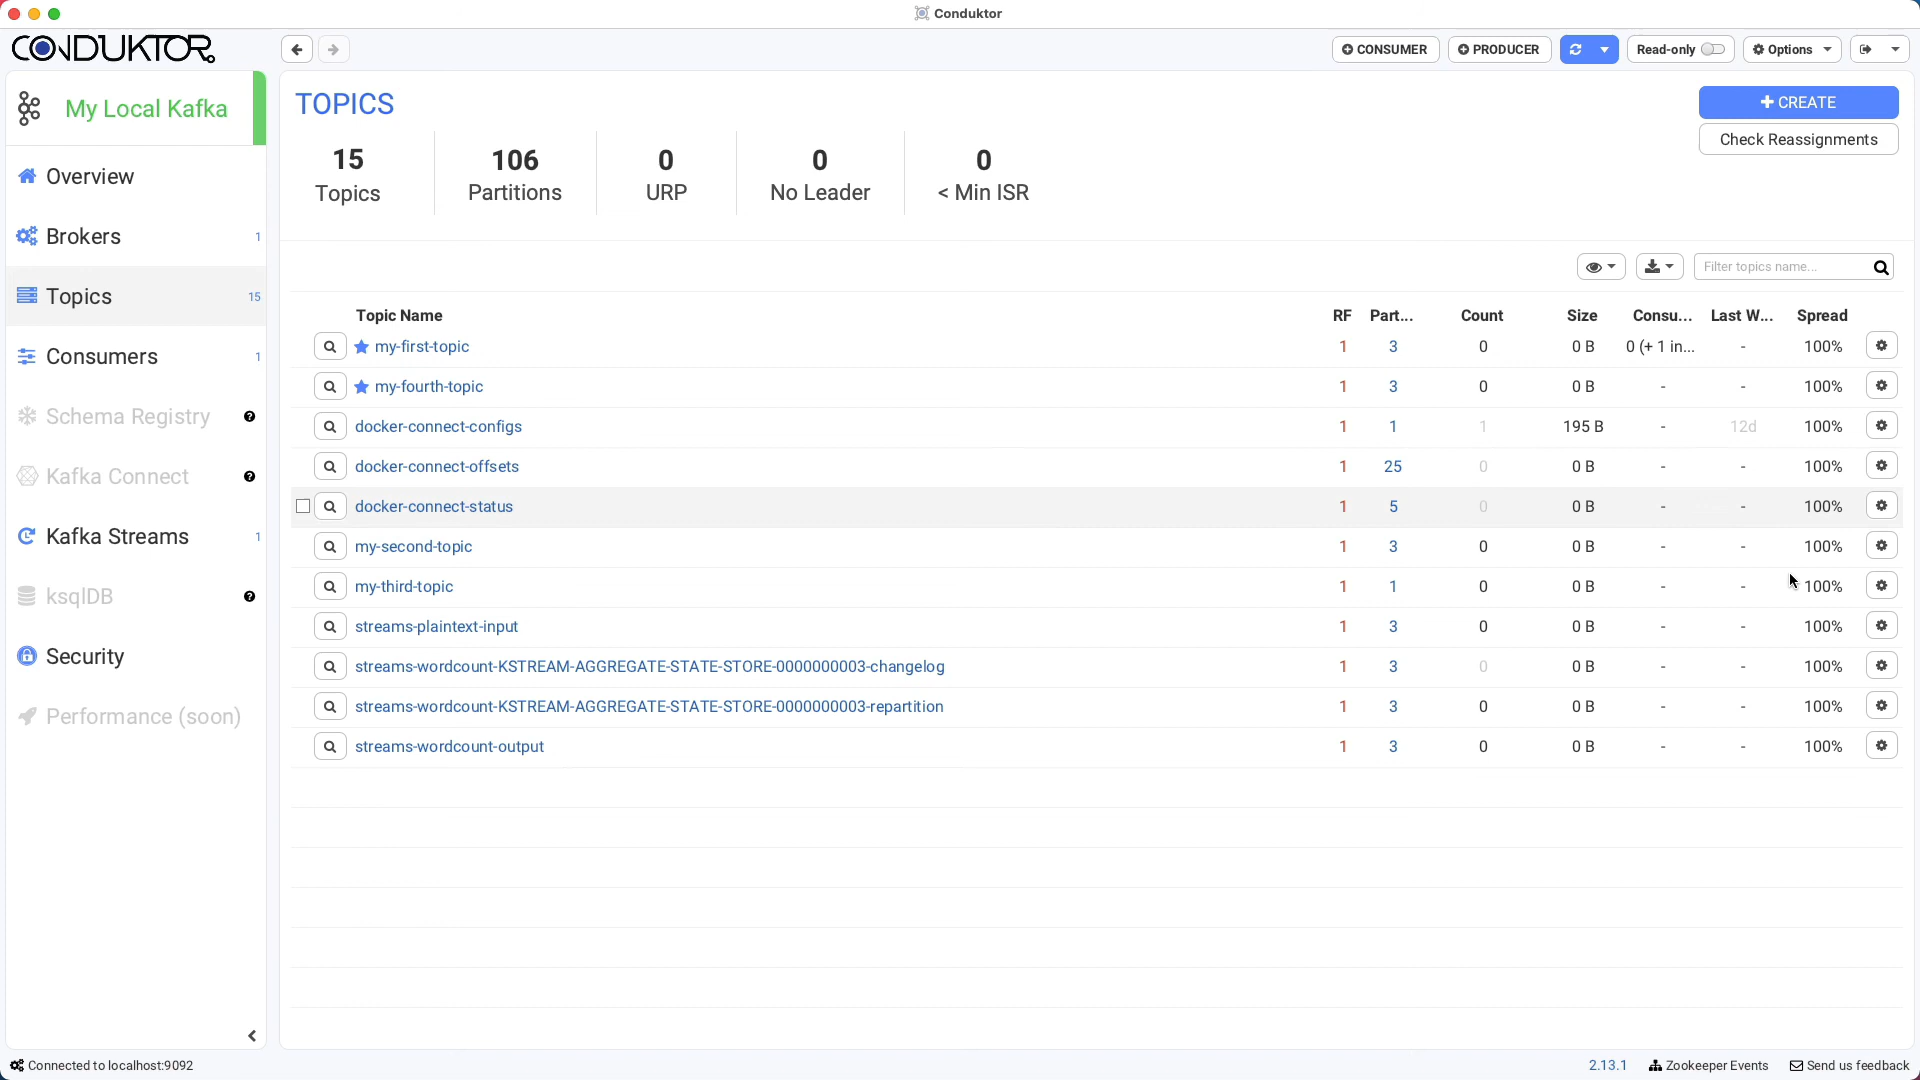 Conduktor
CONDUKTOR
CONSUMER
PRODUCER
Read-only
Options
My Local Kafka
Overview
Brokers 1
Topics 15
Consumers 1
Schema Registry ?
Kafka Connect ?
Kafka Streams 1
ksqlDB ?
Security
Performance (soon)
TOPICS
+ CREATE
Check Reassignments
15 106 0 0 0
Topics Partitions URP No Leader < Min ISR
Filter topics name...
Topic Name RF Part... Count Size Consu... Last W... Spread
my-first-topic 1 3 0 0 B 0 (+ 1 in... - 100%
my-fourth-topic 1 3 0 0 B - - 100%
docker-connect-configs 1 1 1 195 B - 12d 100%
docker-connect-offsets 1 25 0 0 B - - 100%
docker-connect-status 1 5 0 0 B - - 100%
my-second-topic 1 3 0 0 B - - 100%
my-third-topic 1 1 0 0 B - - 100%
streams-plaintext-input 1 3 0 0 B - - 100%
streams-wordcount-KSTREAM-AGGREGATE-STATE-STORE-0000000003-changelog 1 3 0 0 B - - 100%
streams-wordcount-KSTREAM-AGGREGATE-STATE-STORE-0000000003-repartition 1 3 0 0 B - - 100%
streams-wordcount-output 1 3 0 0 B - - 100%
Connected to localhost:9092
2.13.1 Zookeeper Events Send us feedback